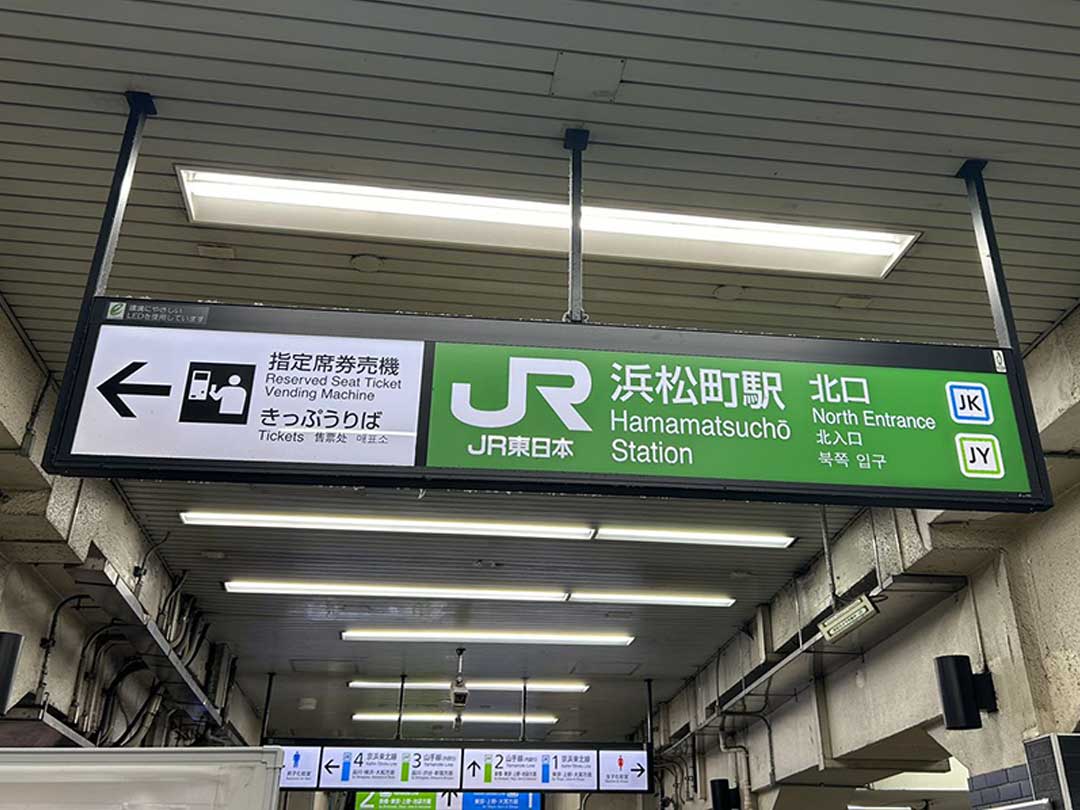 環境にやさしい
LEDを使用しています
指定席券売機
Reserved Seat Ticket
Vending Machine
きっぷうりば
Tickets 售票处 매표소
JR
JR東日本
浜松町駅
Hamamatsuchō
Station
北口
North Entrance
北入口
북쪽 입구
JK
JY
4 京浜東北線
3 山手線
2 山手線
1 京浜東北線
2